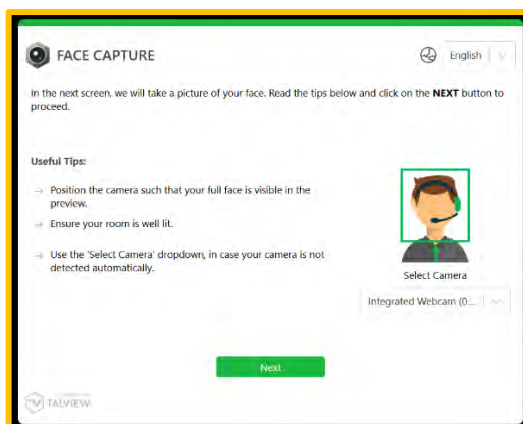 FACE CAPTURE
English
In the next screen, we will take a picture of your face. Read the tips below and click on the NEXT button to
proceed.
Useful Tips:
→ Position the camera such that your full face is visible in the
preview.
→ Ensure your room is well lit.
→ Use the 'Select Camera' dropdown, in case your camera is not
detected automatically.
Select Camera
Integrated Webcam (0...
Next
TALVIEW